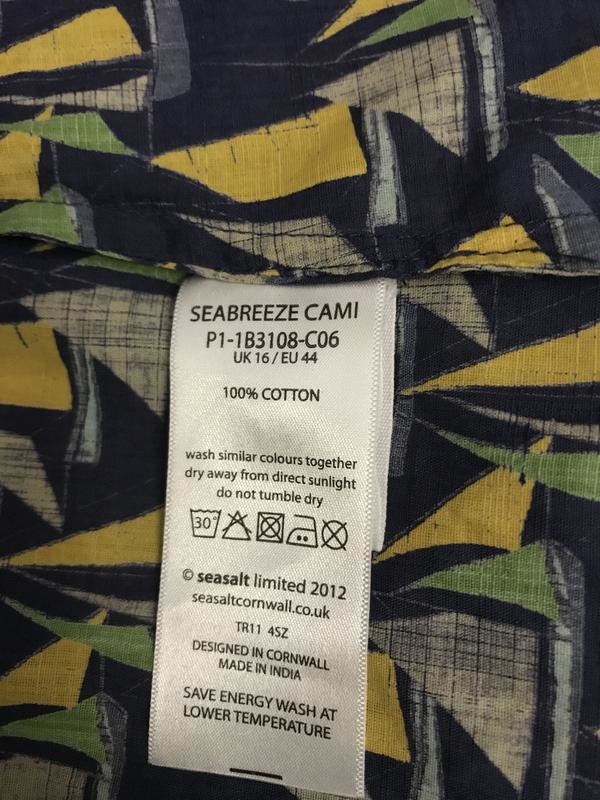 SEABREEZE CAMI
P1-1B3108-C06
UK 16 / EU 44
100% COTTON
wash similar colours together
dry away from direct sunlight
do not tumble dry
30°
© seasalt limited 2012
seasaltcornwall.co.uk
TR11 4SZ
DESIGNED IN CORNWALL
MADE IN INDIA
SAVE ENERGY WASH AT
LOWER TEMPERATURE